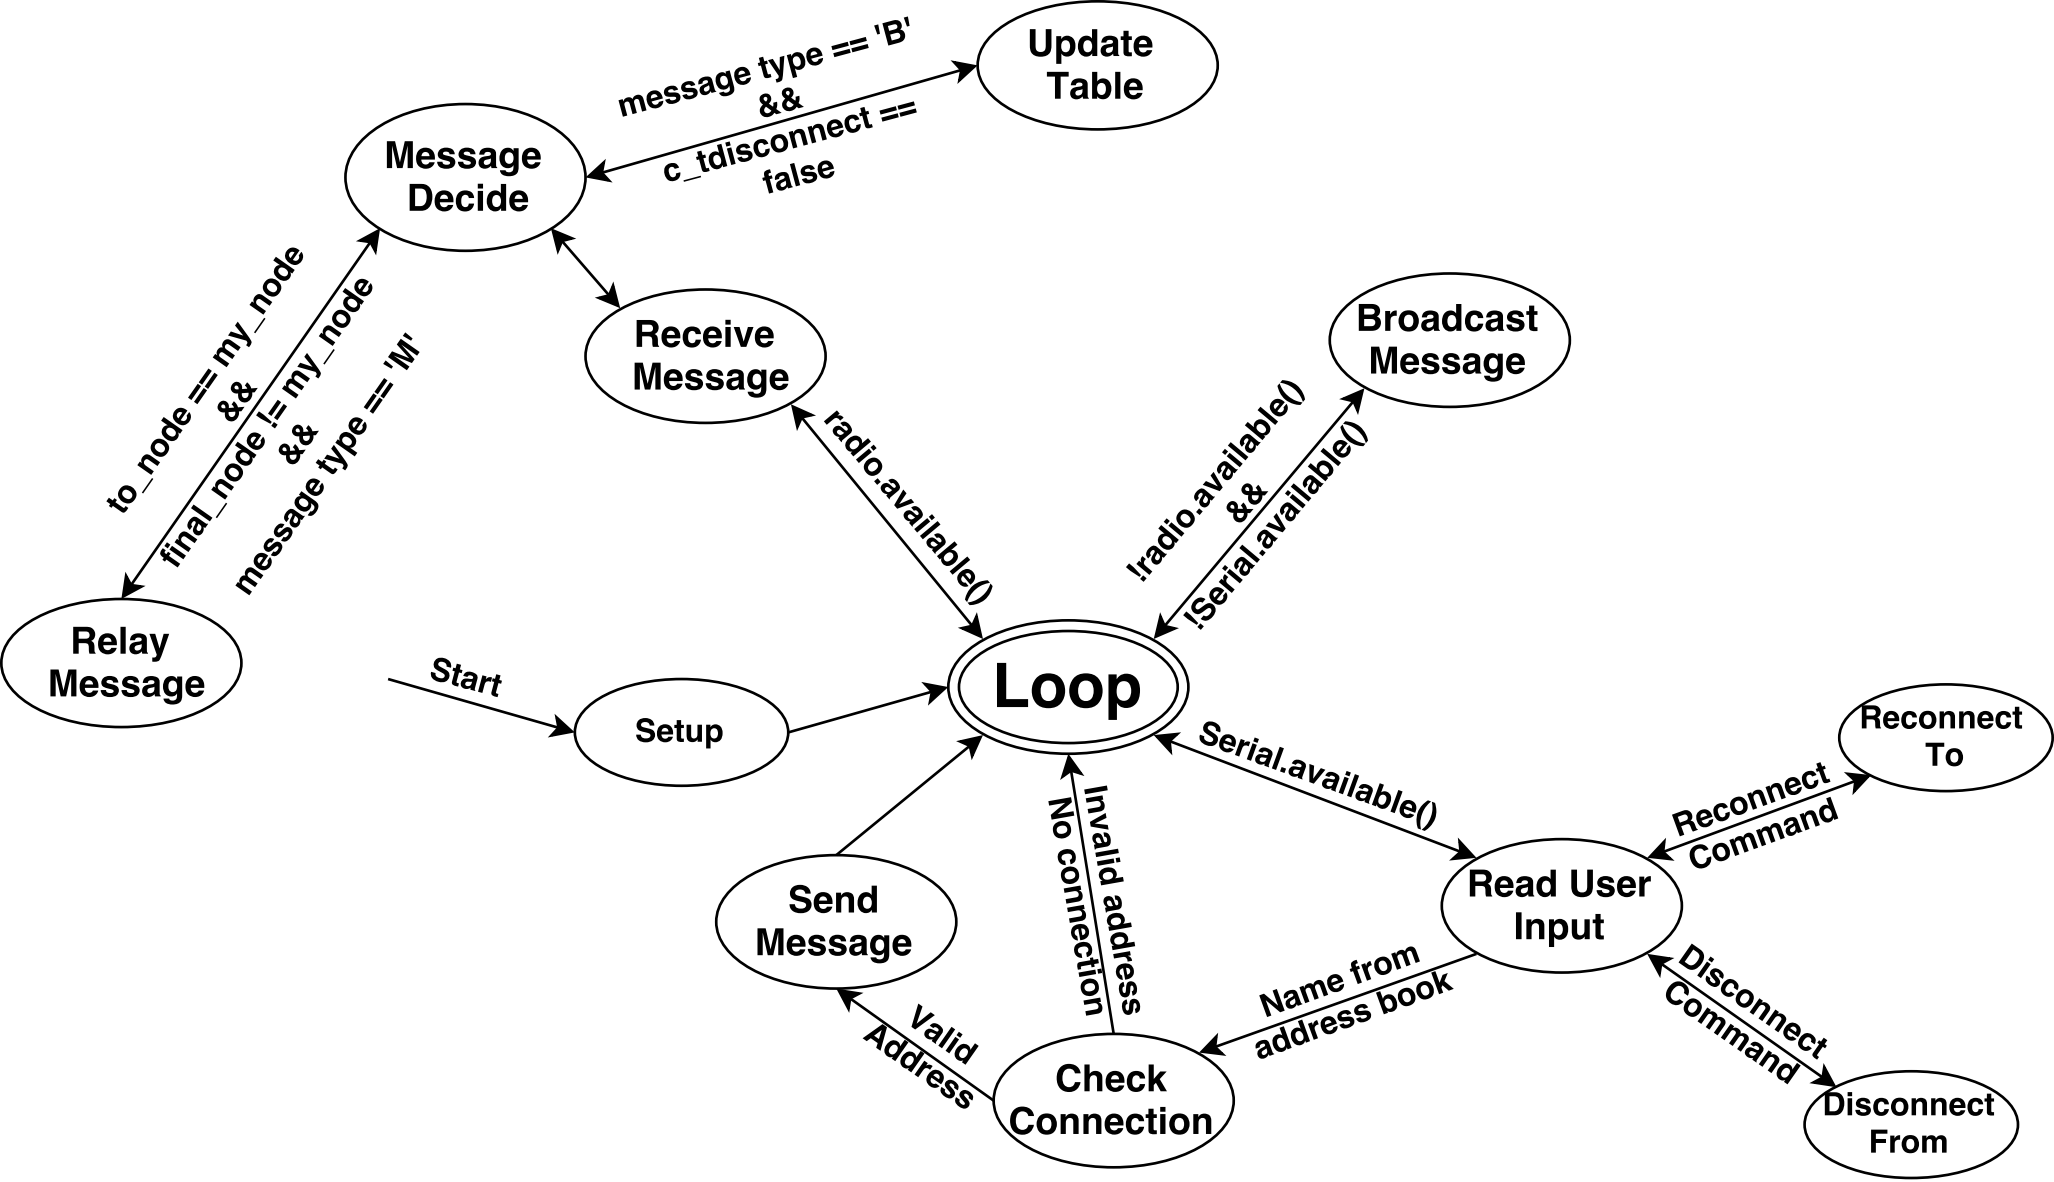 message type == 'B'
&&
c_tdisconnect ==
false
Update
Table
Message
Decide
to_node == my_node
&&
final_node != my_node
&&
message type == 'M'
Receive
Message
radio.available()
Broadcast
Message
!radio.available()
&&
!Serial.available()
Relay
Message
Start
Setup
Loop
Serial.available()
Reconnect
To
Reconnect
Command
Read User
Input
Invalid address
No connection
Send
Message
Name from
address book
Disconnect
Command
Valid
Address
Check
Connection
Disconnect
From